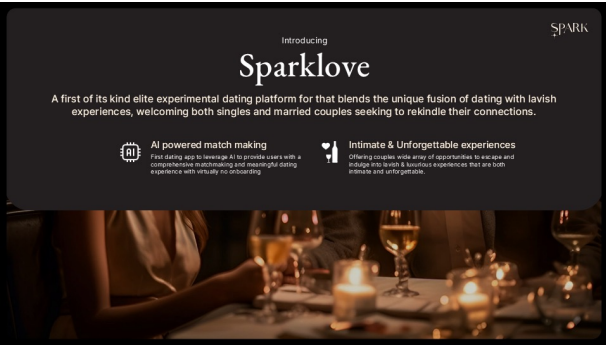 SPARK
Introducing
Sparklove
A first of its kind elite experimental dating platform for that blends the unique fusion of dating with lavish
experiences, welcoming both singles and married couples seeking to rekindle their connections.
AI
AI powered match making
First dating app to leverage AI to provide users with a
comprehensive matchmaking and meaningful dating
experience with virtually no onboarding
Intimate & Unforgettable experiences
Offering couples wide array of opportunities to escape and
indulge into lavish & luxurious experiences that are both
intimate and unforgettable.